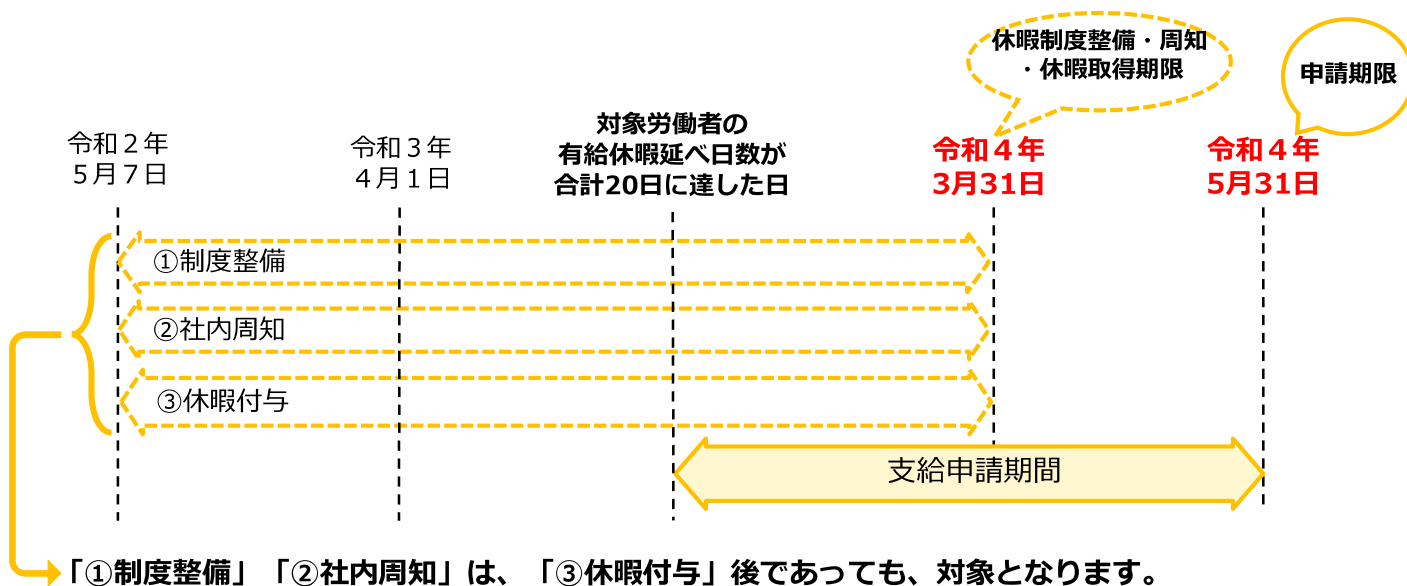 休暇制度整備・周知
・休暇取得期限
申請期限
令和２年
５月７日
令和３年
４月１日
対象労働者の
有給休暇延べ日数が
合計20日に達した日
令和４年
3月31日
令和４年
5月31日
①制度整備
②社内周知
③休暇付与
支給申請期間
「①制度整備」「②社内周知」は、「③休暇付与」後であっても、対象となります。